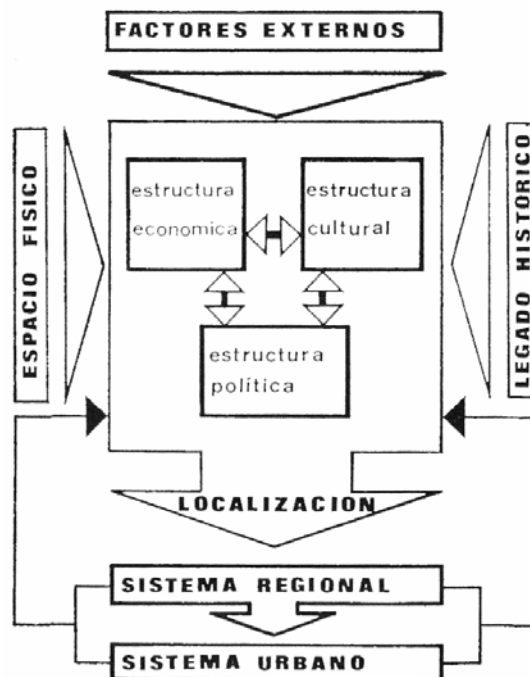 FACTORES EXTERNOS
ESPACIO FISICO
estructura
economica
estructura
cultural
estructura
política
LEGADO HISTORICO
LOCALIZACION
SISTEMA REGIONAL
SISTEMA URBANO